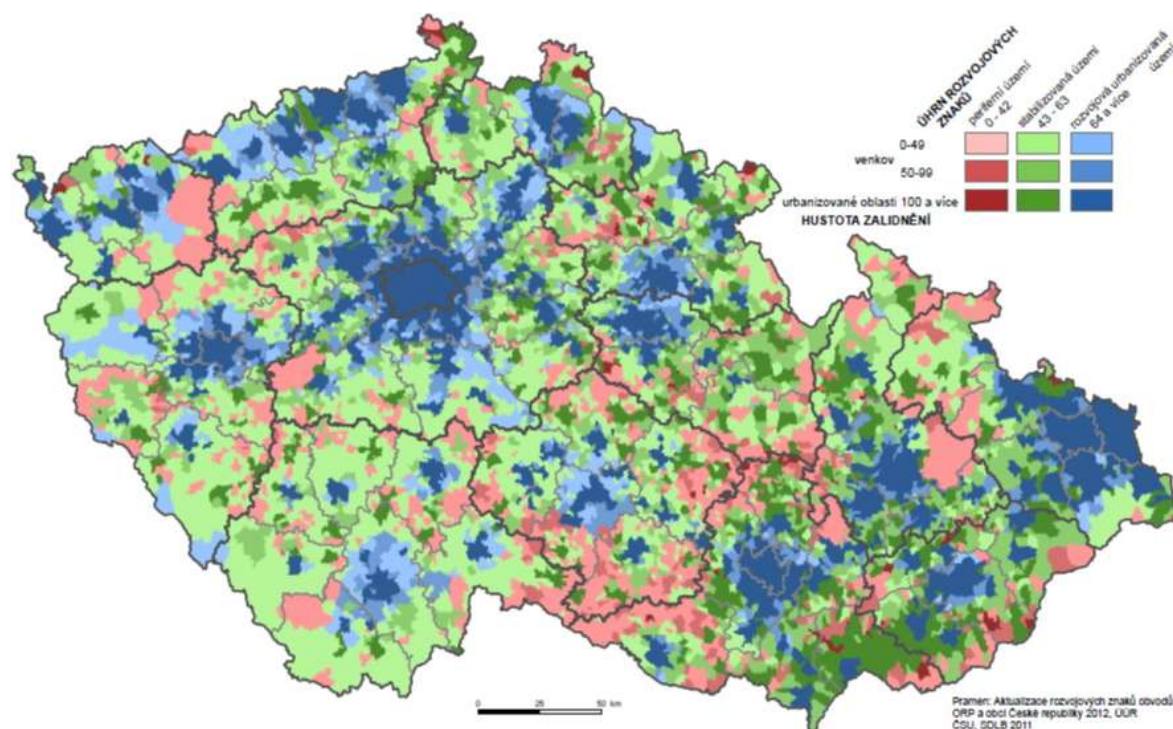 ÚHRN ROZVOJOVÝCH
ZNAKŮ
periferní území
0 - 42
stabilizovaná území
43 - 63
rozvojová urbanizovaná
území
64 a více
0-49
venkov
50-99
urbanizované oblasti 100 a více
HUSTOTA ZALIDNĚNÍ
0 25 50 km
Pramen: Aktualizace rozvojových znaků obvodů
ORP a obcí České republiky 2012, ÚÚR
ČSÚ, SDLB 2011